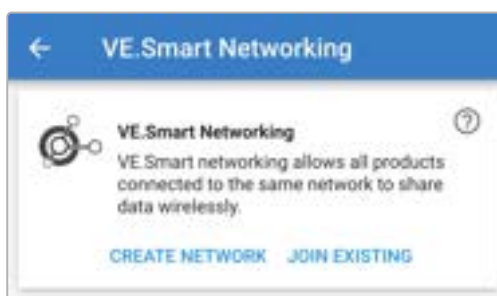 VE.Smart Networking
VE.Smart Networking
VE.Smart networking allows all products
connected to the same network to share
data wirelessly.
CREATE NETWORK JOIN EXISTING